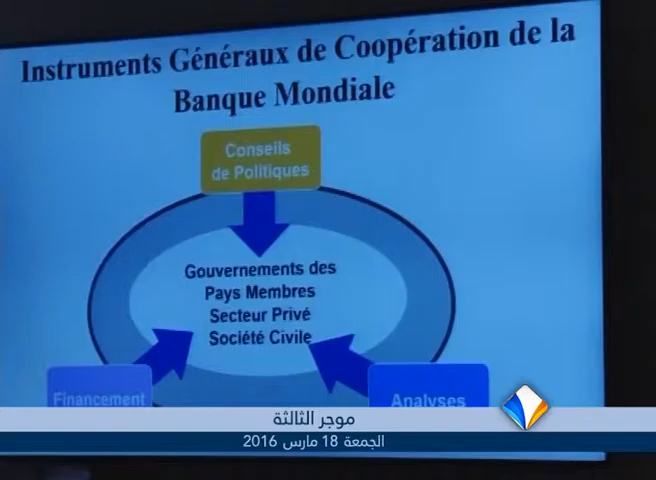 Instruments Généraux de Coopération de la
Banque Mondiale
Conseils
de Politiques
Gouvernements des
Pays Membres
Secteur Privé
Société Civile
Financement
Analyses
موجز الثالثة
الجمعة 18 مارس 2016